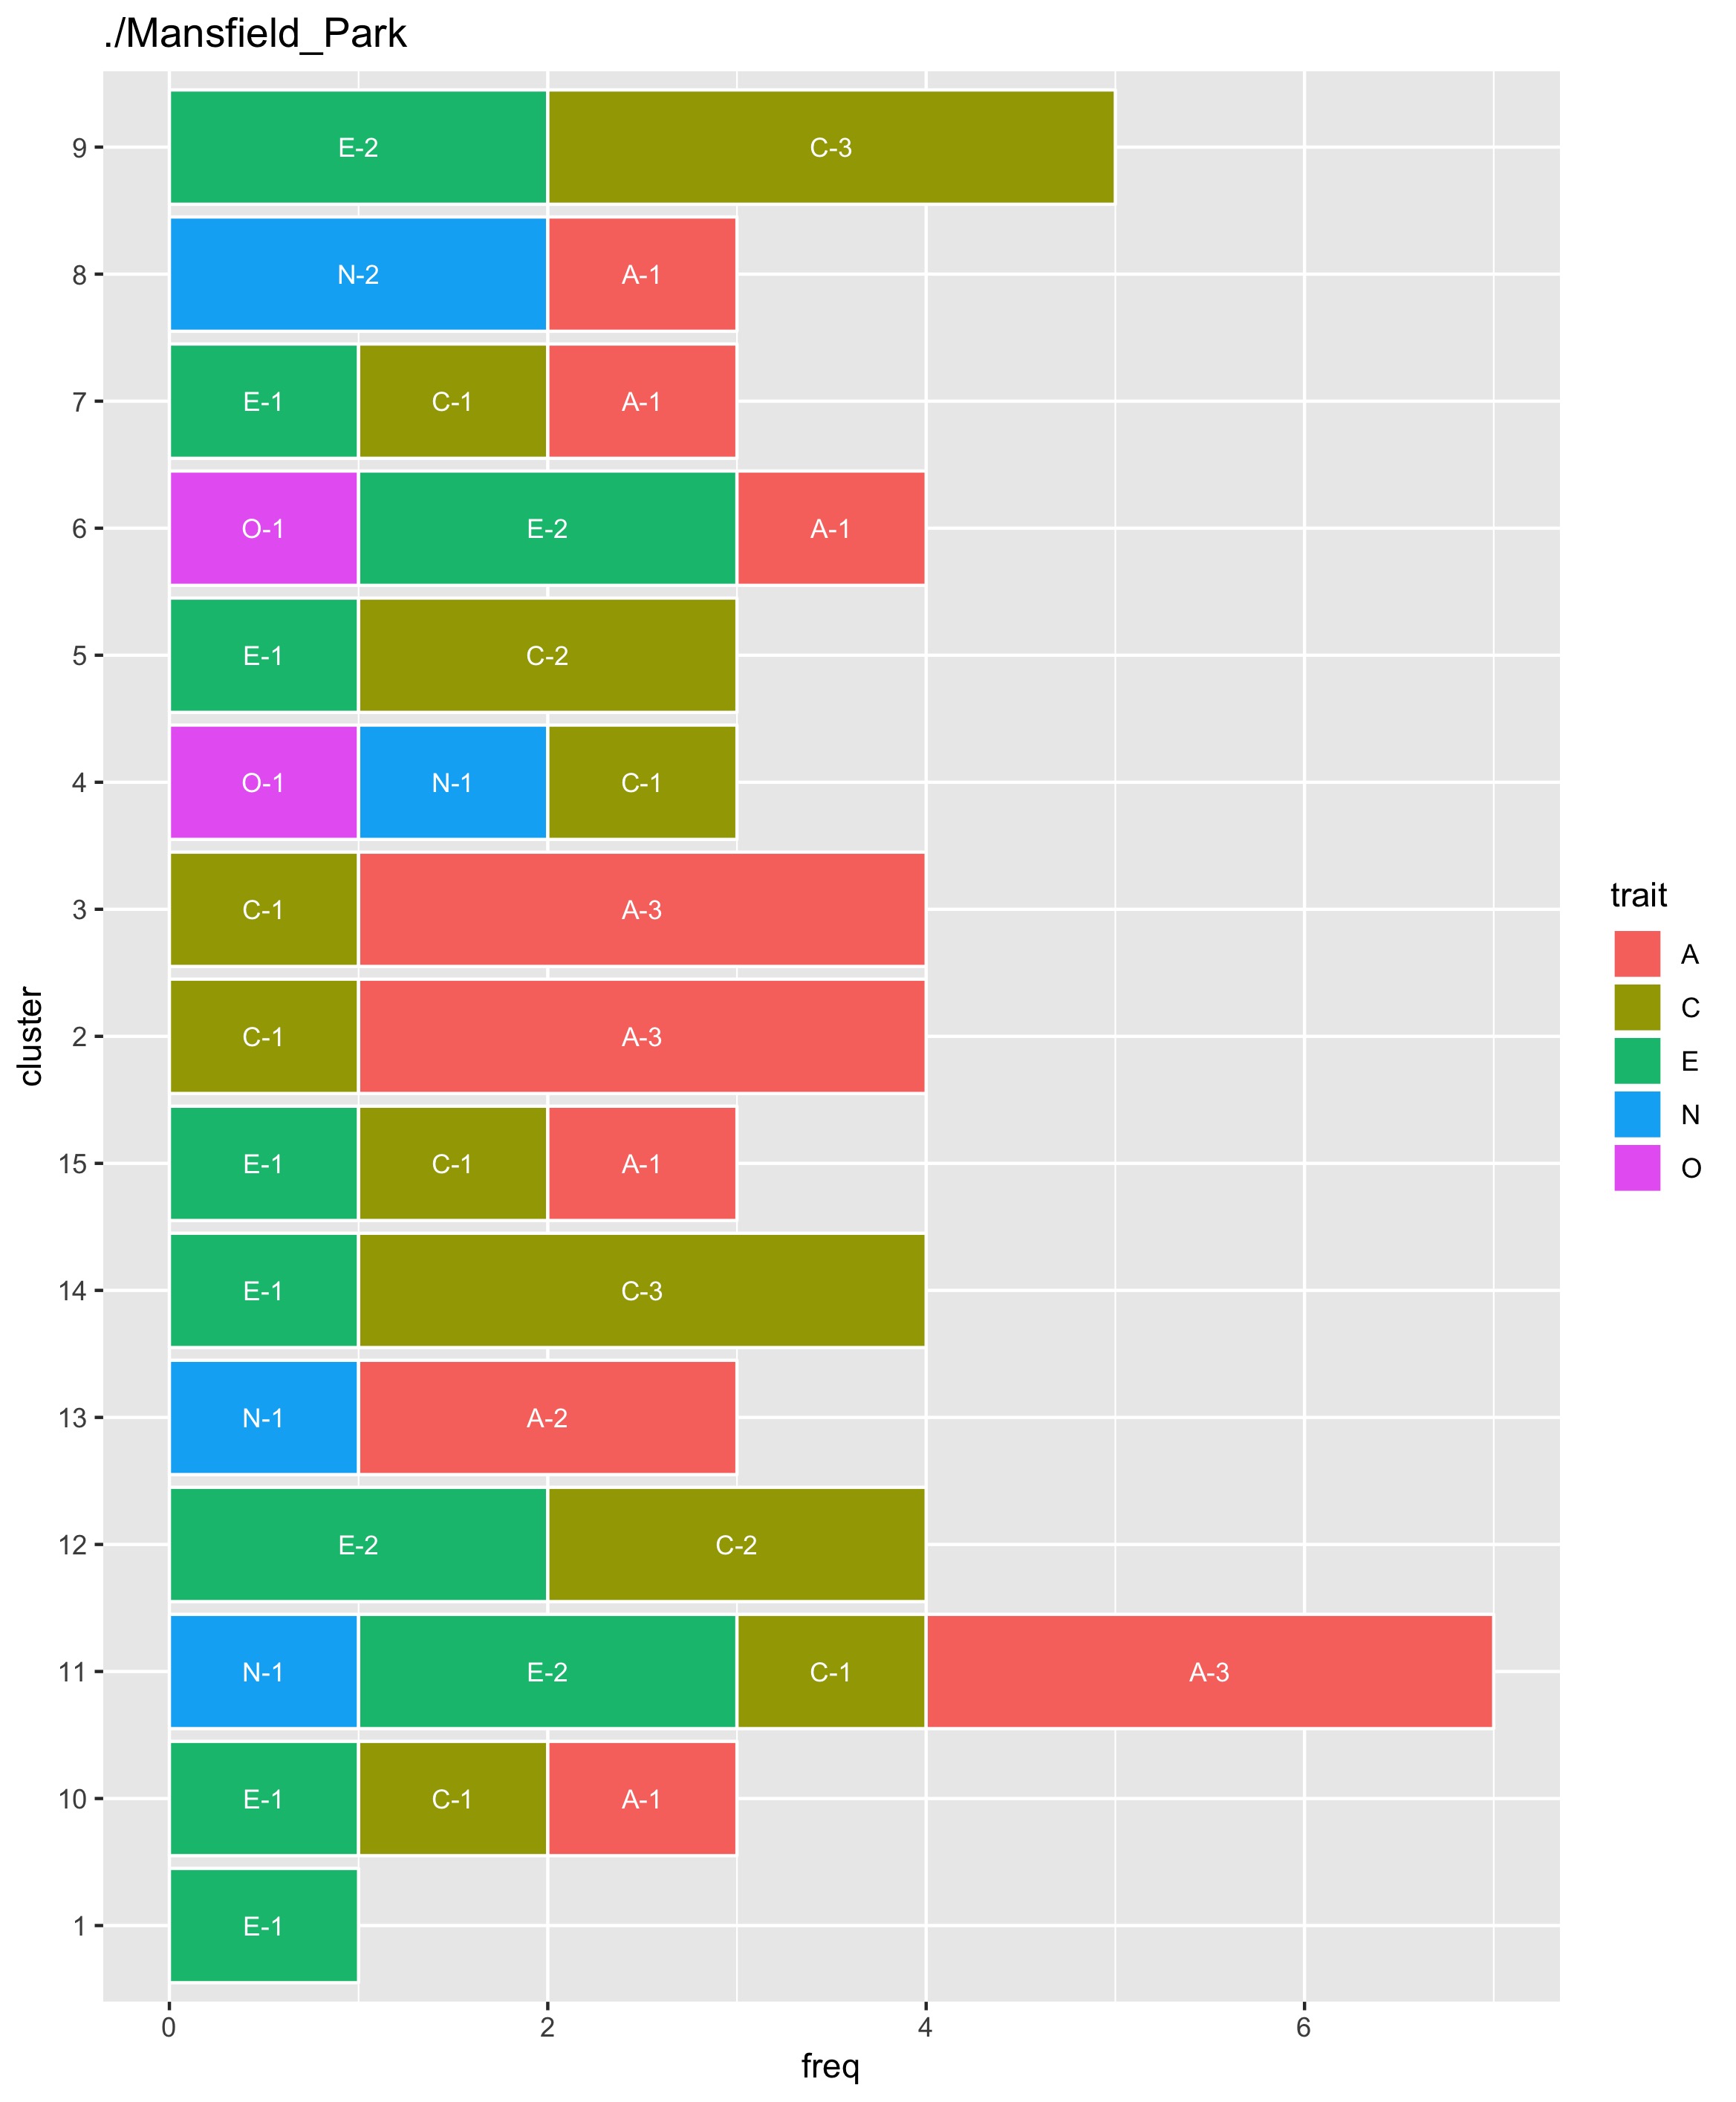 ./Mansfield_Park
9
E-2 C-3
8
N-2 A-1
7
E-1 C-1 A-1
6
O-1 E-2 A-1
5
E-1 C-2
4
O-1 N-1 C-1
3
C-1 A-3
2
C-1 A-3
15
E-1 C-1 A-1
14
E-1 C-3
13
N-1 A-2
12
E-2 C-2
11
N-1 E-2 C-1 A-3
10
E-1 C-1 A-1
1
E-1
cluster
0 2 4 6
freq
trait
A
C
E
N
O